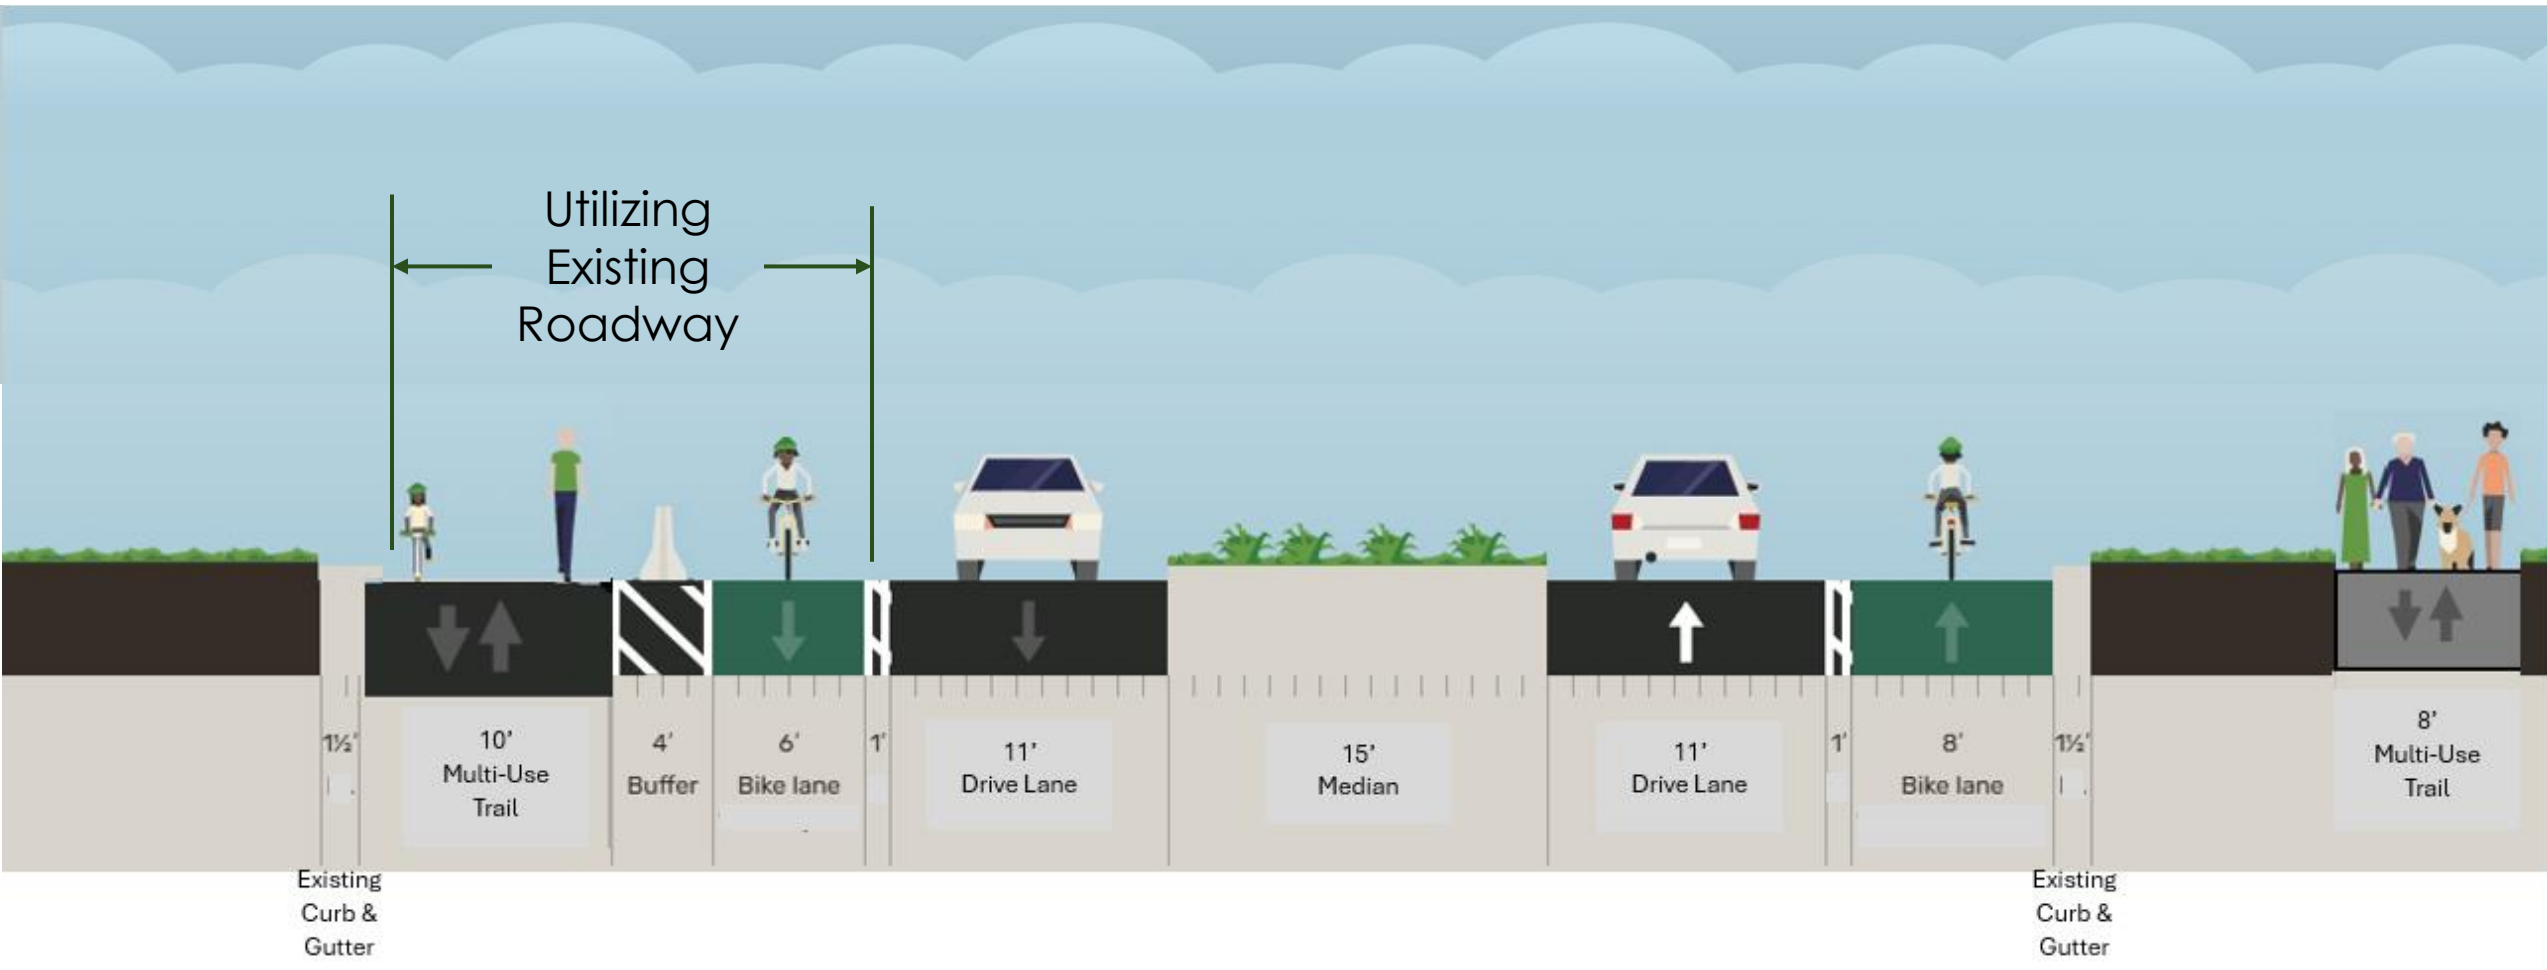 Utilizing
Existing
Roadway
1½'
10'
Multi-Use
Trail
4'
Buffer
6'
Bike lane
1'
11'
Drive Lane
15'
Median
11'
Drive Lane
1'
8'
Bike lane
1½'
8'
Multi-Use
Trail
Existing
Curb &
Gutter
Existing
Curb &
Gutter